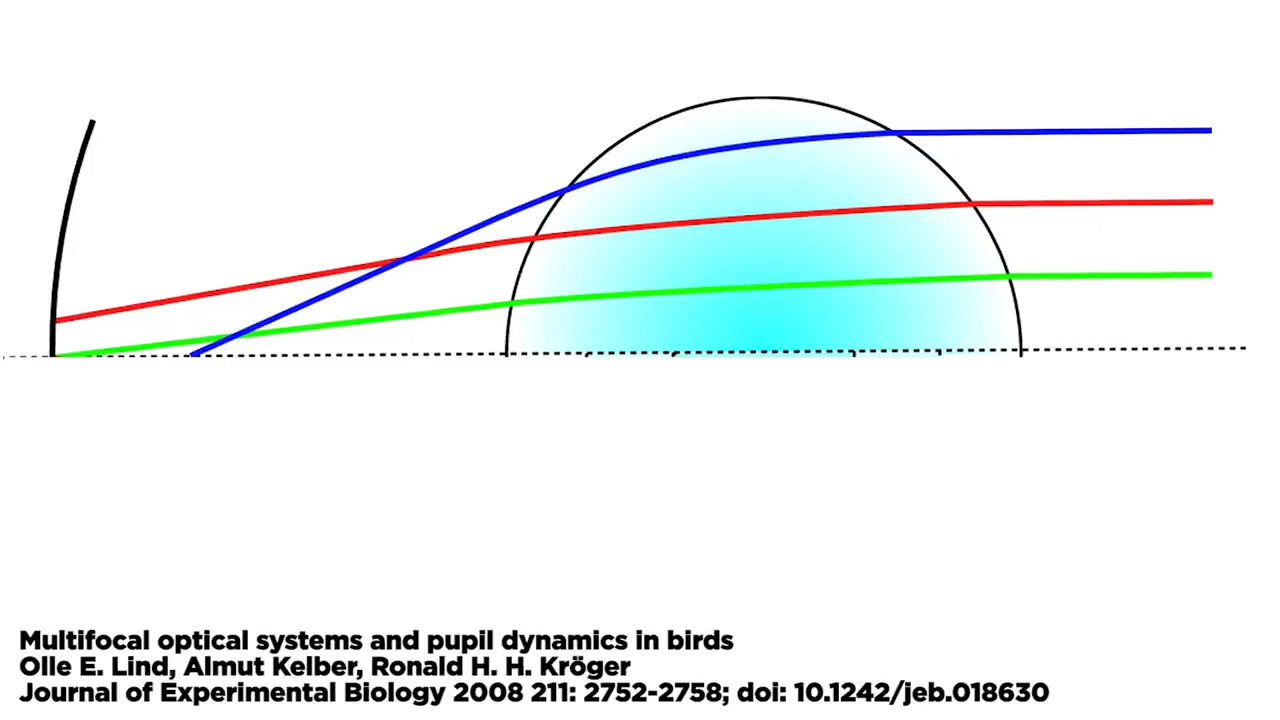 Multifocal optical systems and pupil dynamics in birds
Olle E. Lind, Almut Kelber, Ronald H. H. Kröger
Journal of Experimental Biology 2008 211: 2752-2758; doi: 10.1242/jeb.018630